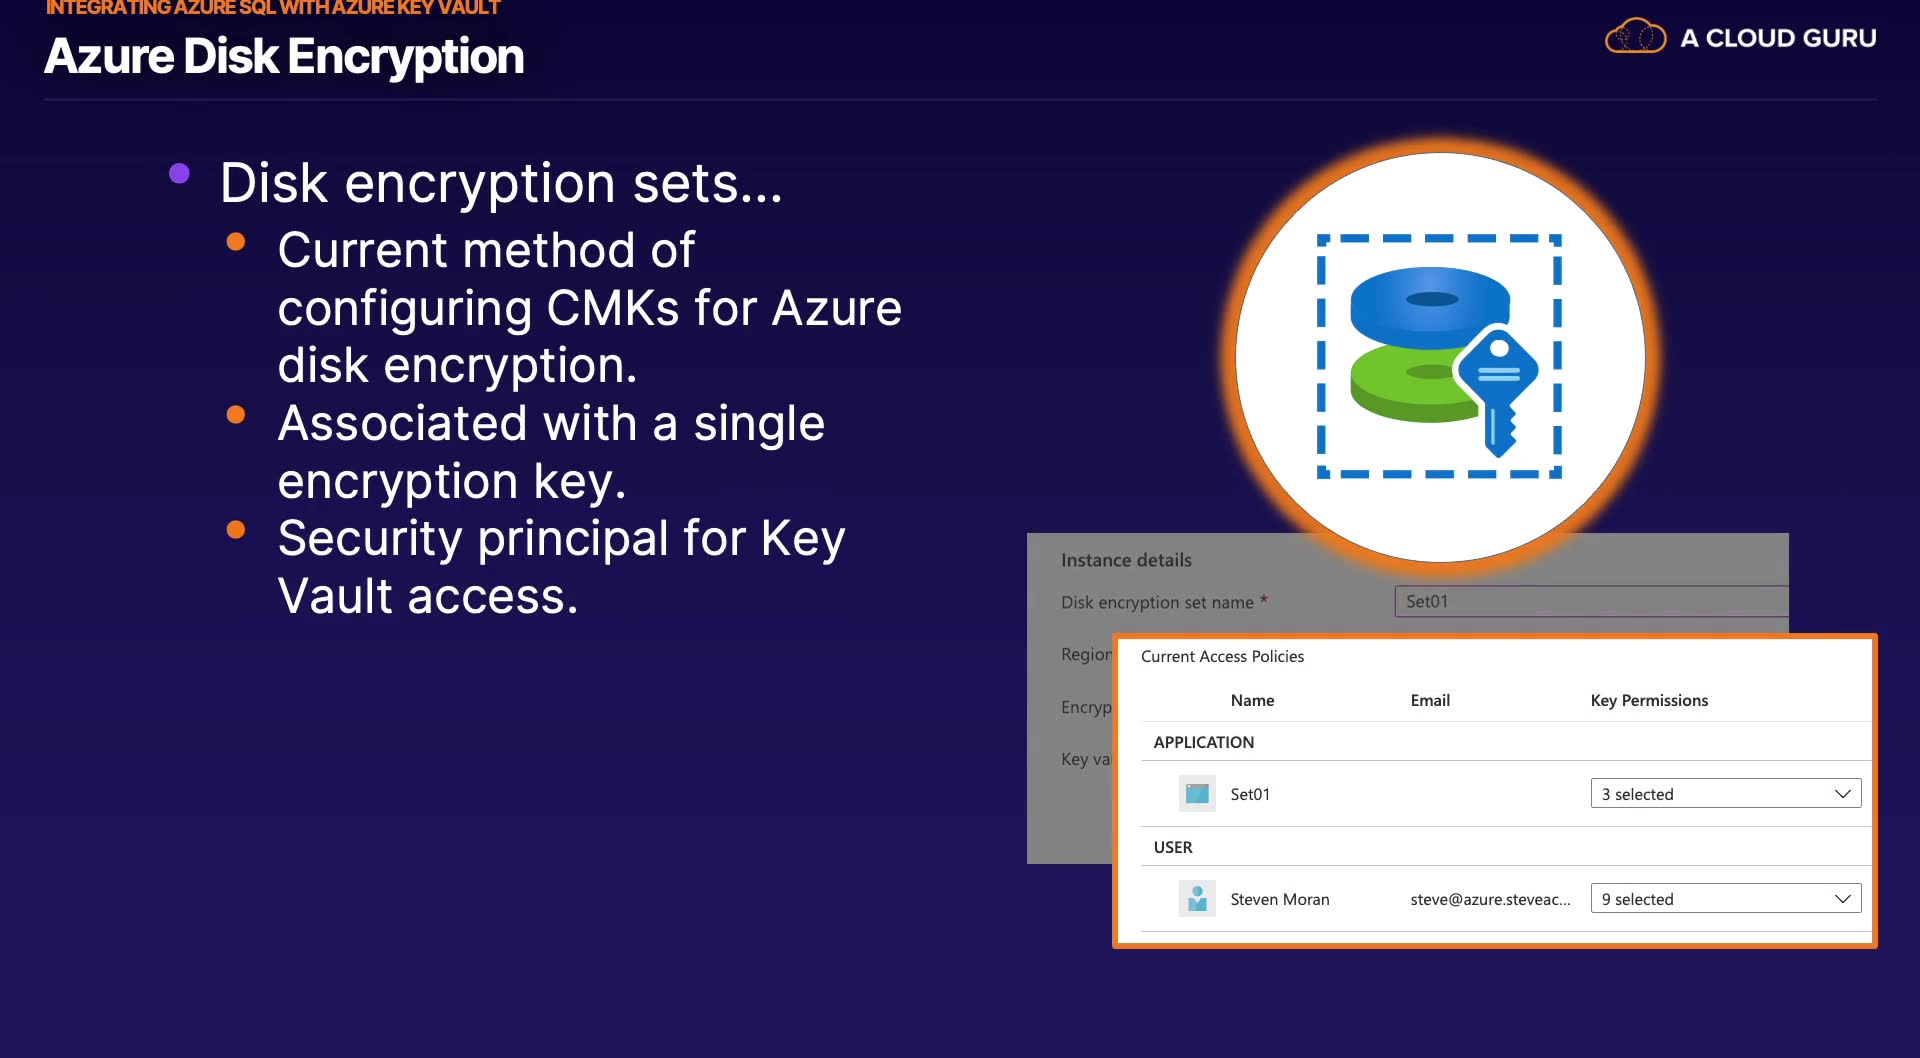 INTEGRATING AZURE SQL WITH AZURE KEY VAULT
Azure Disk Encryption
A CLOUD GURU
Disk encryption sets...
Current method of
configuring CMKs for Azure
disk encryption.
Associated with a single
encryption key.
Security principal for Key
Vault access.
Instance details
Disk encryption set name * Set01
Region
Encryp
Key va
Current Access Policies
Name Email Key Permissions
APPLICATION
Set01 3 selected
USER
Steven Moran steve@azure.steveac... 9 selected